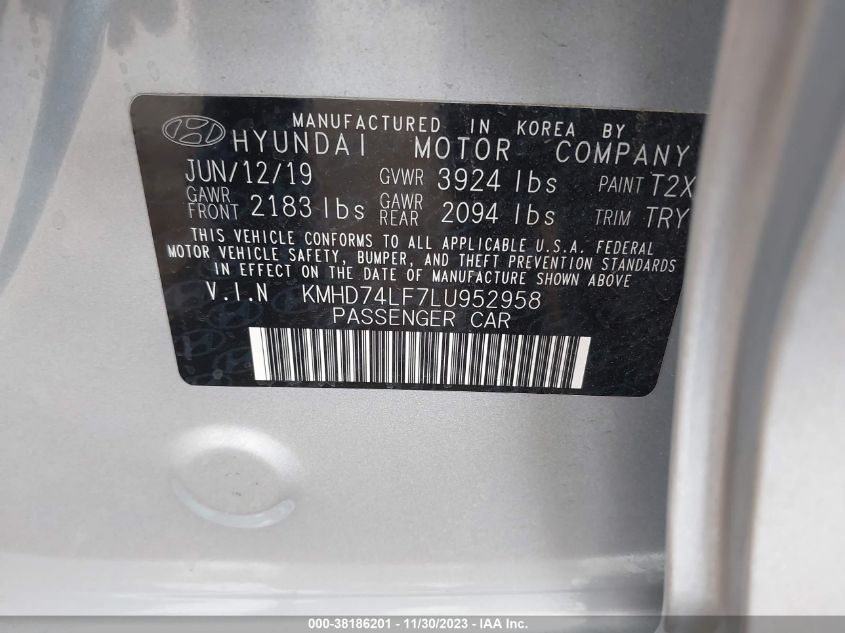 MANUFACTURED IN KOREA BY
HYUNDAI MOTOR COMPANY
JUN/12/19 GVWR 3924 lbs PAINT T2X
GAWR FRONT 2183 lbs GAWR REAR 2094 lbs TRIM TRY
THIS VEHICLE CONFORMS TO ALL APPLICABLE U.S.A. FEDERAL
MOTOR VEHICLE SAFETY, BUMPER, AND THEFT PREVENTION STANDARDS
IN EFFECT ON THE DATE OF MANUFACTURE SHOWN ABOVE.
V.I.N KMHD74LF7LU952958
PASSENGER CAR
000-38186201 - 11/30/2023 - IAA Inc.